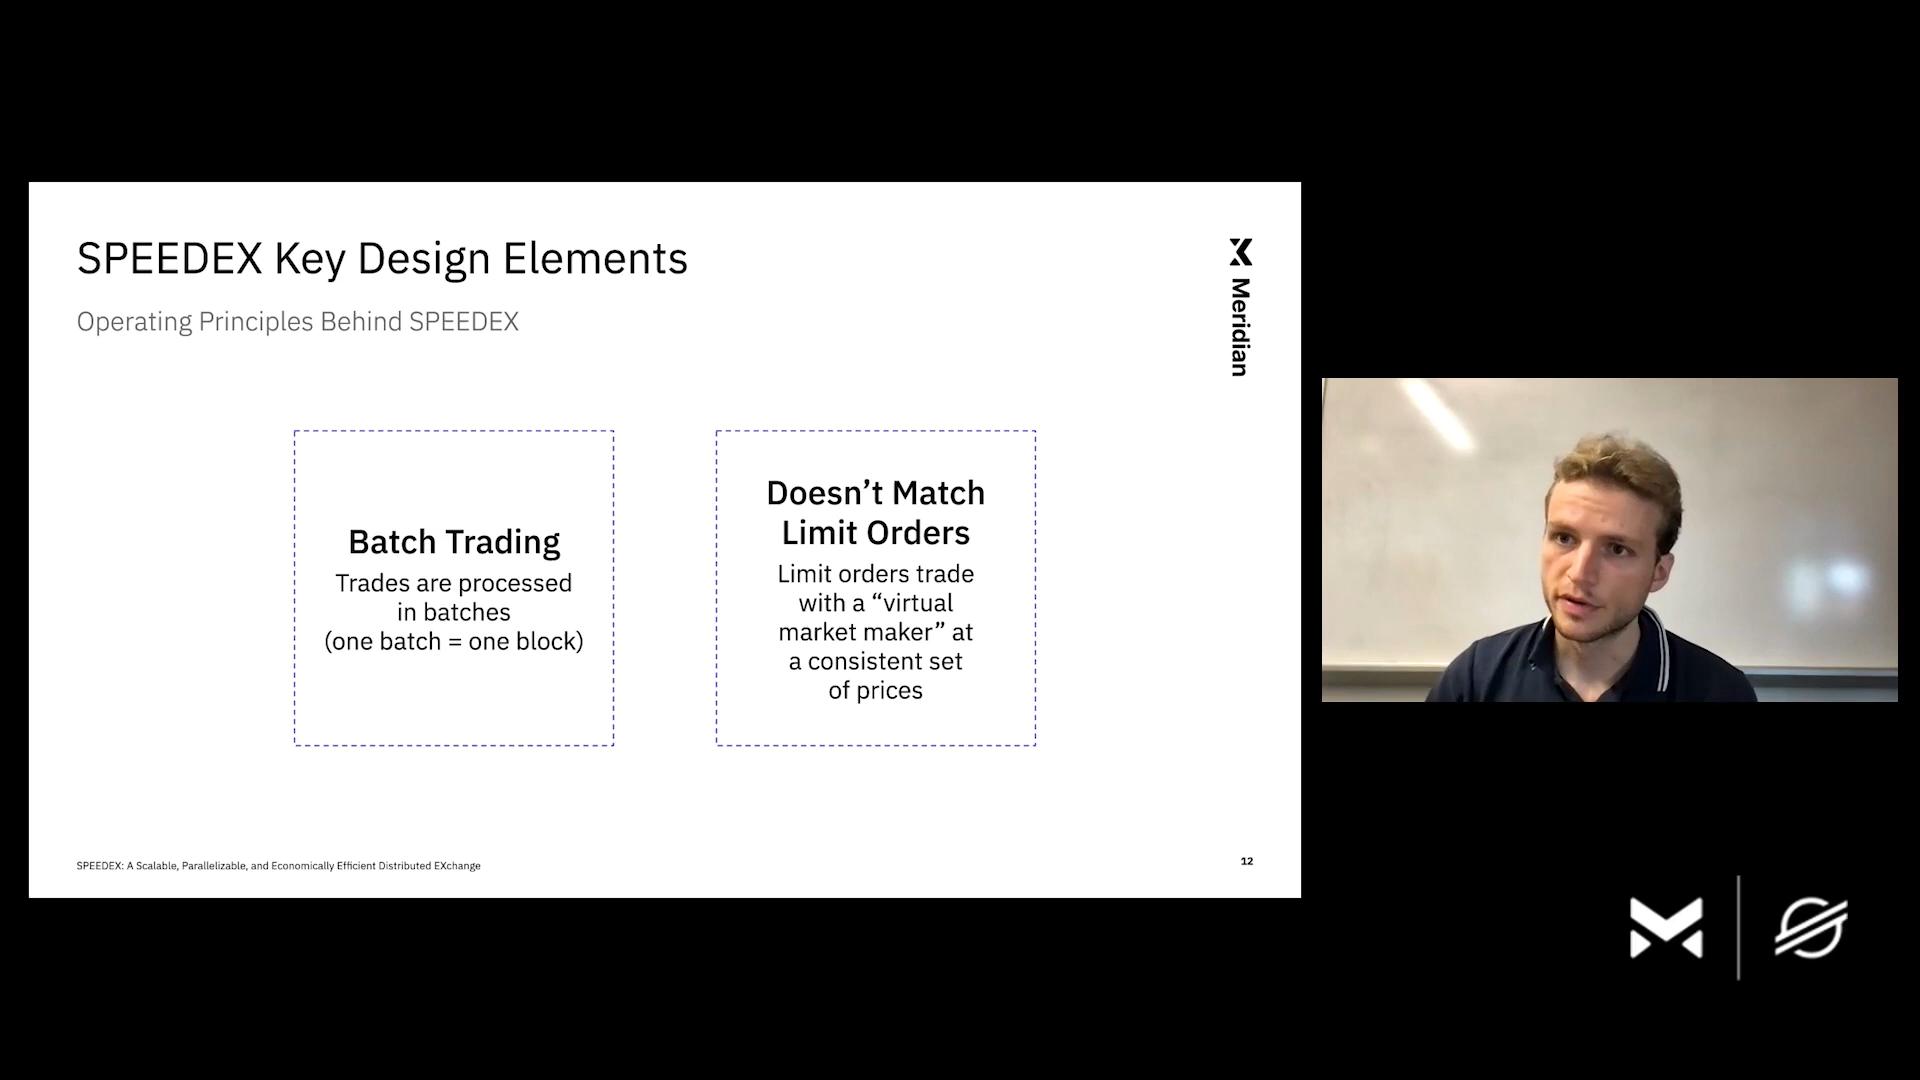 SPEEDEX Key Design Elements
Operating Principles Behind SPEEDEX
Meridian
Batch Trading
Trades are processed
in batches
(one batch = one block)
Doesn’t Match
Limit Orders
Limit orders trade
with a “virtual
market maker” at
a consistent set
of prices
SPEEDEX: A Scalable, Parallelizable, and Economically Efficient Distributed EXchange
12